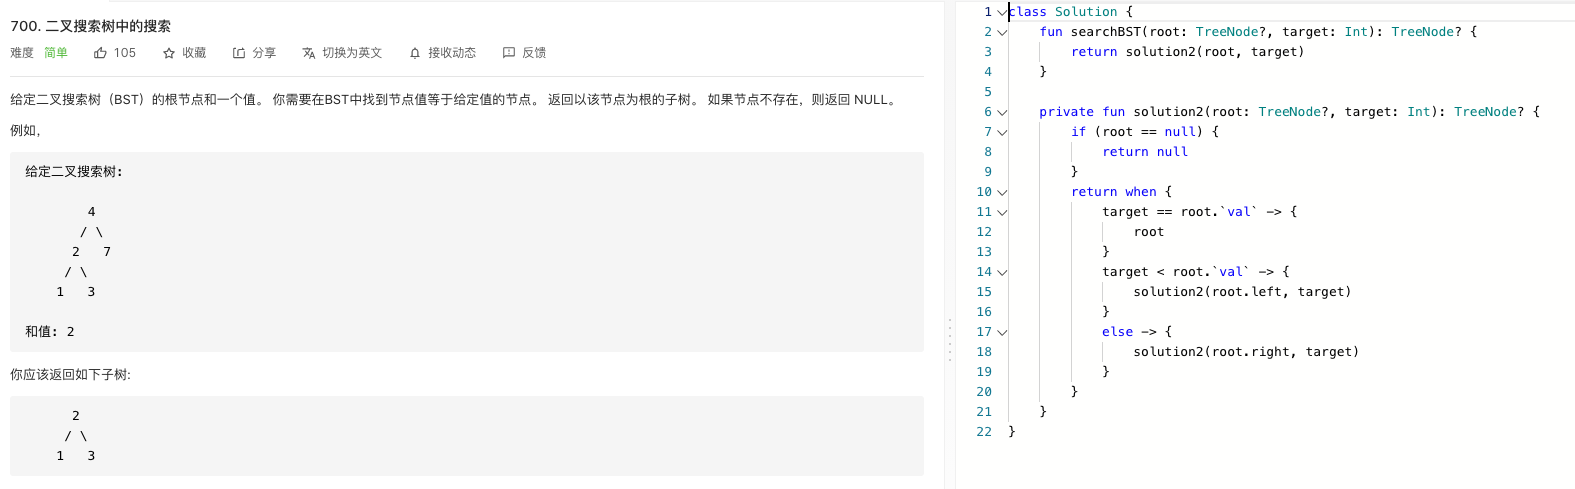 700. 二叉搜索树中的搜索
难度 简单 105 收藏 分享 切换为英文 接收动态 反馈
给定二叉搜索树（BST）的根节点和一个值。 你需要在BST中找到节点值等于给定值的节点。 返回以该节点为根的子树。 如果节点不存在，则返回 NULL。
例如，
给定二叉搜索树:
        4
       / \
      2   7
     / \
    1   3
和值: 2
你应该返回如下子树:
      2
     / \
    1   3
1 class Solution {
2     fun searchBST(root: TreeNode?, target: Int): TreeNode? {
3         return solution2(root, target)
4     }
5
6     private fun solution2(root: TreeNode?, target: Int): TreeNode? {
7         if (root == null) {
8             return null
9         }
10         return when {
11             target == root.`val` -> {
12                 root
13             }
14             target < root.`val` -> {
15                 solution2(root.left, target)
16             }
17             else -> {
18                 solution2(root.right, target)
19             }
20         }
21     }
22 }